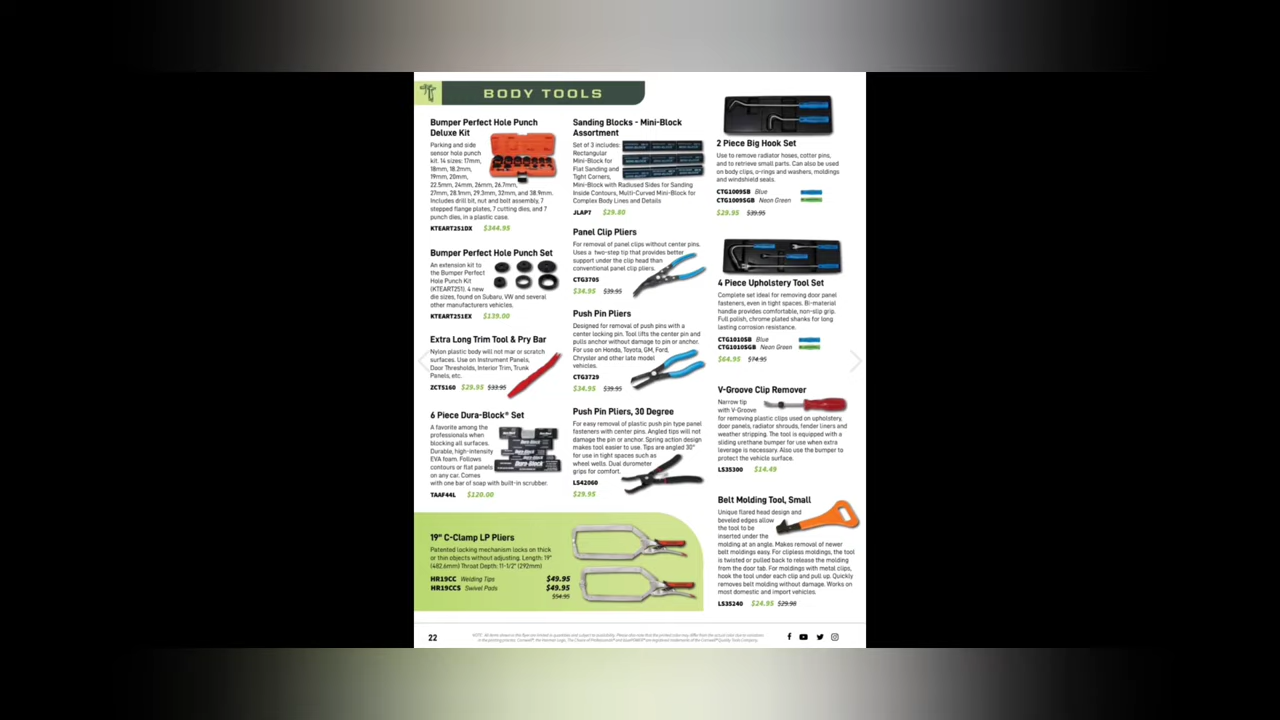 BODY TOOLS
Bumper Perfect Hole Punch
Deluxe Kit
Parking and side
sensor hole punch
kit. 14 sizes: 17mm,
18mm, 18.2mm,
19mm, 20mm,
22.5mm, 24mm, 26mm, 26.7mm,
27mm, 28.1mm, 29.3mm, 32mm, and 38.9mm.
Includes drill bit, nut and bolt assembly, 7
stepped flange plates, 7 cutting dies, and 7
punch dies, in a plastic case.
KTEART251DX $344.95
Bumper Perfect Hole Punch Set
An extension kit to
the Bumper Perfect
Hole Punch Kit
(KTEART251). 4 new
die sizes, found on Subaru, VW and several
other manufacturers vehicles.
KTEART251EX $139.00
Extra Long Trim Tool & Pry Bar
Nylon plastic body will not mar or scratch
surfaces. Use on Instrument Panels,
Door Thresholds, Interior Trim, Trunk
Panels, etc.
ZCT5160 $29.95 $33.95
6 Piece Dura-Block® Set
A favorite among the
professionals when
blocking all surfaces.
Durable, high-intensity
EVA foam. Follows
contours or flat panels
on any car. Comes
with one bar of soap with built-in scrubber.
TAAF44L $120.00
Sanding Blocks - Mini-Block
Assortment
Set of 3 includes:
Rectangular
Mini-Block for
Flat Sanding and
Tight Corners,
Mini-Block with Radiused Sides for Sanding
Inside Contours, Multi-Curved Mini-Block for
Complex Body Lines and Details
JLAP7 $29.80
Panel Clip Pliers
For removal of panel clips without center pins.
Uses a two-step tip that provides better
support under the clip head than
conventional panel clip pliers.
CTG3705
$34.95 $39.95
Push Pin Pliers
Designed for removal of push pins with a
center locking pin. Tool lifts the center pin and
pulls anchor without damage to pin or anchor.
For use on Honda, Toyota, GM, Ford,
Chrysler and other late model
vehicles.
CTG3729
$34.95 $39.95
Push Pin Pliers, 30 Degree
For easy removal of plastic push pin type panel
fasteners with center pins. Angled tips will not
damage the pin or anchor. Spring action design
makes tool easier to use. Tips are angled 30°
for use in tight spaces such as
wheel wells. Dual durometer
grips for comfort.
LS42060
$29.95
2 Piece Big Hook Set
Use to remove radiator hoses, cotter pins,
and to retrieve small parts. Can also be used
on body clips, o-rings and washers, moldings
and windshield seals.
CTG1009SB Blue
CTG1009SGB Neon Green
$29.95 $39.95
4 Piece Upholstery Tool Set
Complete set ideal for removing door panel
fasteners, even in tight spaces. Bi-material
handle provides comfortable, non-slip grip.
Full polish, chrome plated shanks for long
lasting corrosion resistance.
CTG1010SB Blue
CTG1010SGB Neon Green
$64.95 $74.95
V-Groove Clip Remover
Narrow tip
with V-Groove
for removing plastic clips used on upholstery,
door panels, radiator shrouds, fender liners and
weather stripping. The tool is equipped with a
sliding urethane bumper for use when extra
leverage is necessary. Also use the bumper to
protect the vehicle surface.
LS35300 $14.49
Belt Molding Tool, Small
Unique flared head design and
beveled edges allow
the tool to be
inserted under the
molding at an angle. Makes removal of newer
belt moldings easy. For clipless moldings, the tool
is twisted or pulled back to release the molding
from the door tab. For moldings with metal clips,
hook the tool under each clip and pull up. Quickly
removes belt molding without damage. Works on
most domestic and import vehicles.
LS35240 $24.95 $29.98
19" C-Clamp LP Pliers
Patented locking mechanism locks on thick
or thin objects without adjusting. Length: 19"
(482.6mm) Throat Depth: 11-1/2" (292mm)
HR19CC Welding Tips $49.95
HR19CCS Swivel Pads $49.95
$54.95
22